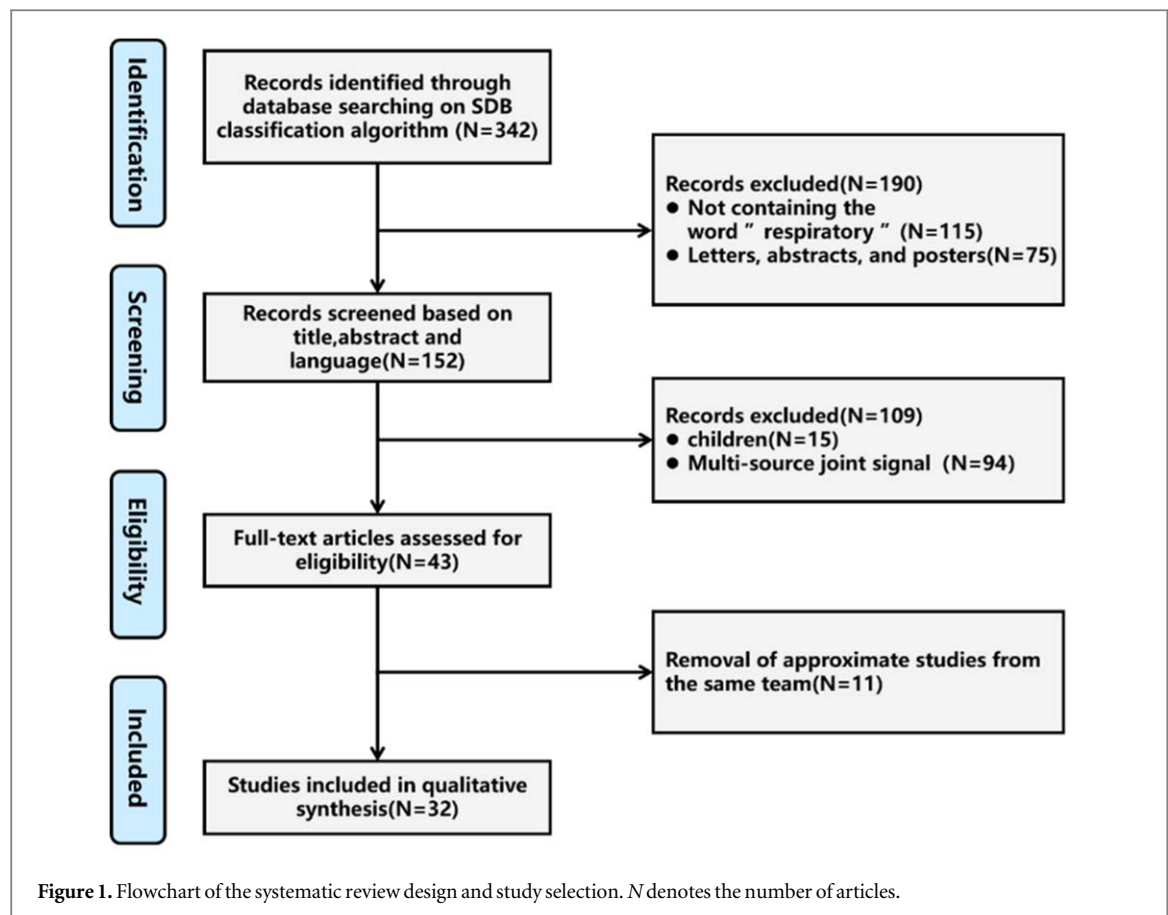 Identification
Records identified through
database searching on SDB
classification algorithm (N=342)
Records excluded(N=190)
● Not containing the
word ” respiratory ” (N=115)
● Letters, abstracts, and posters(N=75)
Screening
Records screened based on
title,abstract and
language(N=152)
Records excluded(N=109)
● children(N=15)
● Multi-source joint signal (N=94)
Eligibility
Full-text articles assessed for
eligibility(N=43)
Removal of approximate studies from
the same team(N=11)
Included
Studies included in qualitative
synthesis(N=32)
Figure 1. Flowchart of the systematic review design and study selection. N denotes the number of articles.